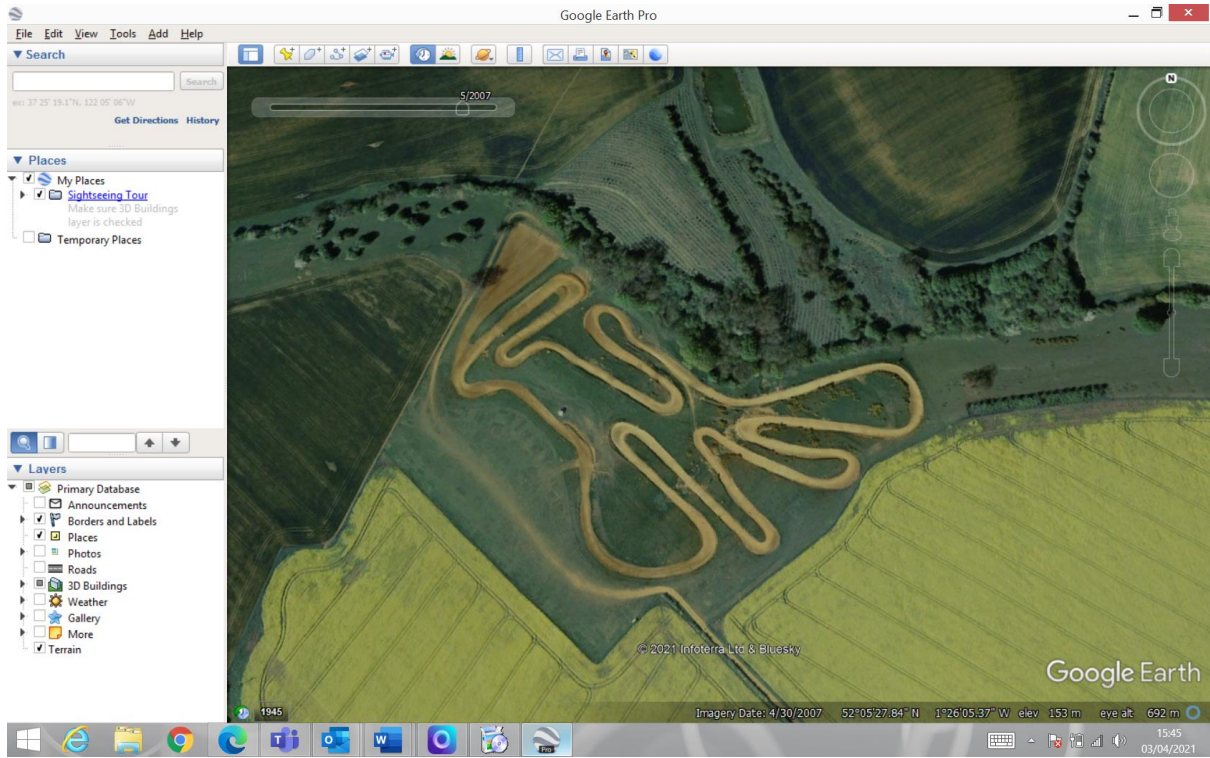 Google Earth Pro
File Edit View Tools Add Help
Search
Search
ex: 37 25' 19.1"N, 122 05' 06"W
Get Directions History
Places
My Places
Sightseeing Tour
Make sure 3D Buildings
layer is checked
Temporary Places
Layers
Primary Database
Announcements
Borders and Labels
Places
Photos
Roads
3D Buildings
Weather
Gallery
More
Terrain
5/2007
N
© 2021 Infoterra Ltd & Bluesky
Google Earth
1945
Imagery Date: 4/30/2007 52°05'27.84" N 1°26'05.37" W elev 153 m eye alt 692 m
Pro
15:45
03/04/2021